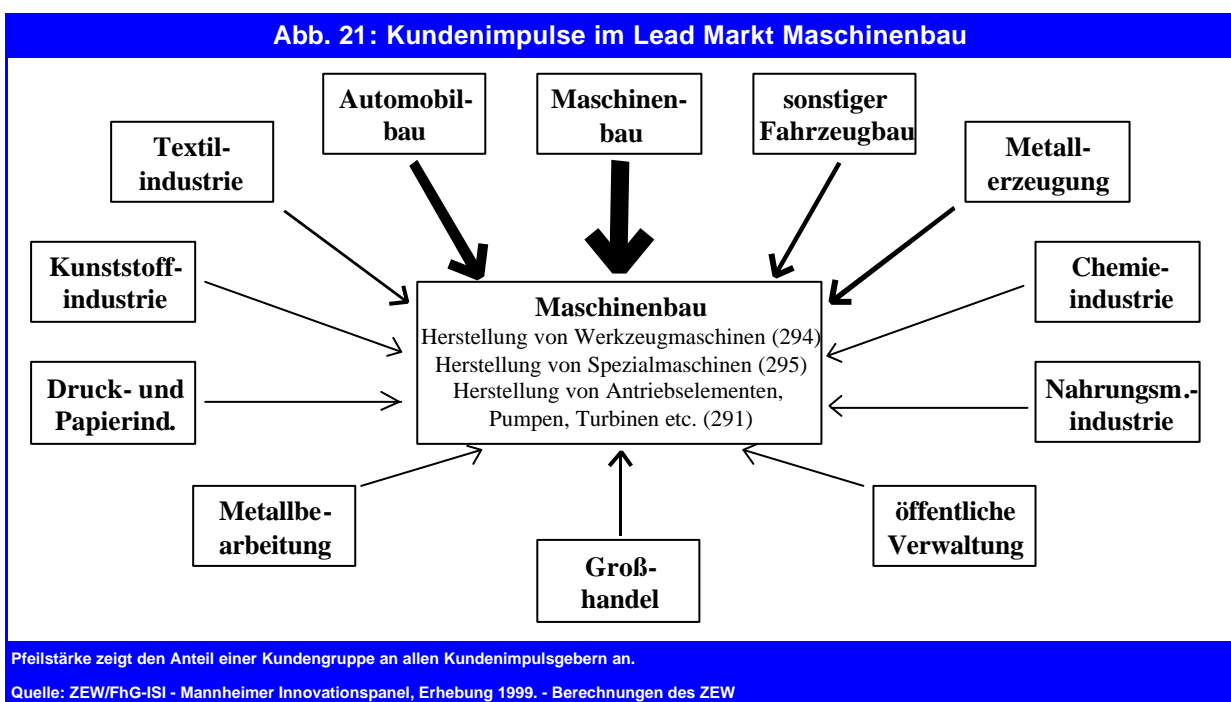 Abb. 21: Kundenimpulse im Lead Markt Maschinenbau
Automobil-
bau
Maschinen-
bau
sonstiger
Fahrzeugbau
Textil-
industrie
Metall-
erzeugung
Kunststoff-
industrie
Chemie-
industrie
Maschinenbau
Herstellung von Werkzeugmaschinen (294)
Herstellung von Spezialmaschinen (295)
Herstellung von Antriebselementen,
Pumpen, Turbinen etc. (291)
Druck- und
Papierind.
Nahrungsm.-
industrie
Metallbe-
arbeitung
Groß-
handel
öffentliche
Verwaltung
Pfeilstärke zeigt den Anteil einer Kundengruppe an allen Kundenimpulsgebern an.
Quelle: ZEW/FhG-ISI - Mannheimer Innovationspanel, Erhebung 1999. - Berechnungen des ZEW